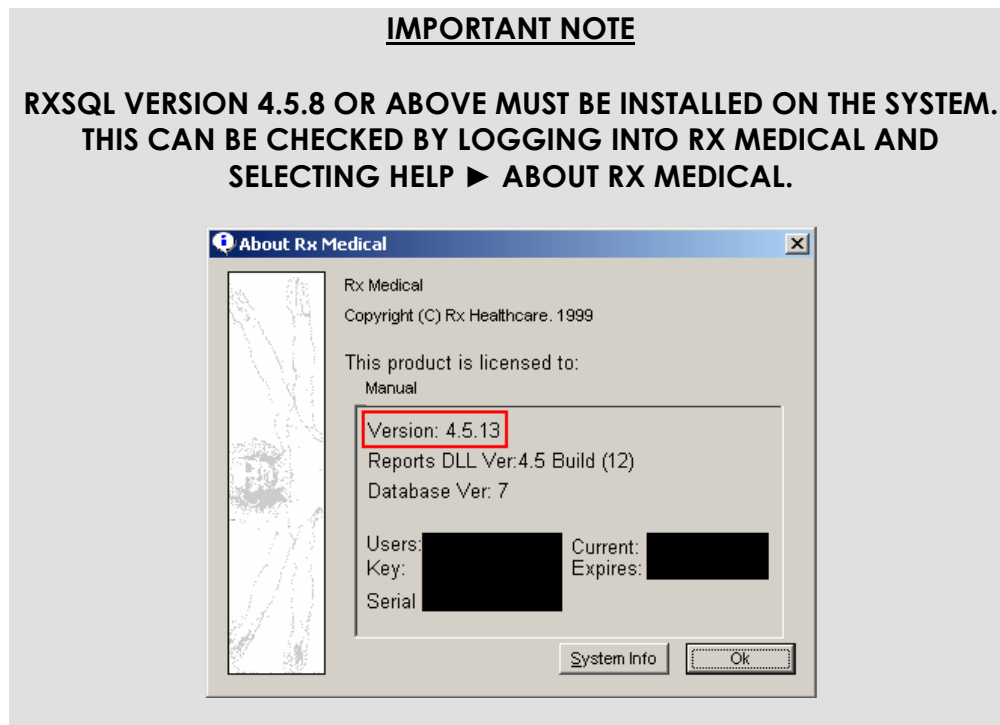 IMPORTANT NOTE
RXSQL VERSION 4.5.8 OR ABOVE MUST BE INSTALLED ON THE SYSTEM.
THIS CAN BE CHECKED BY LOGGING INTO RX MEDICAL AND
SELECTING HELP ► ABOUT RX MEDICAL.
About Rx Medical
Rx Medical
Copyright (C) Rx Healthcare. 1999
This product is licensed to:
Manual
Version: 4.5.13
Reports DLL Ver:4.5 Build (12)
Database Ver: 7
Users: Current:
Key: Expires:
Serial
System Info Ok